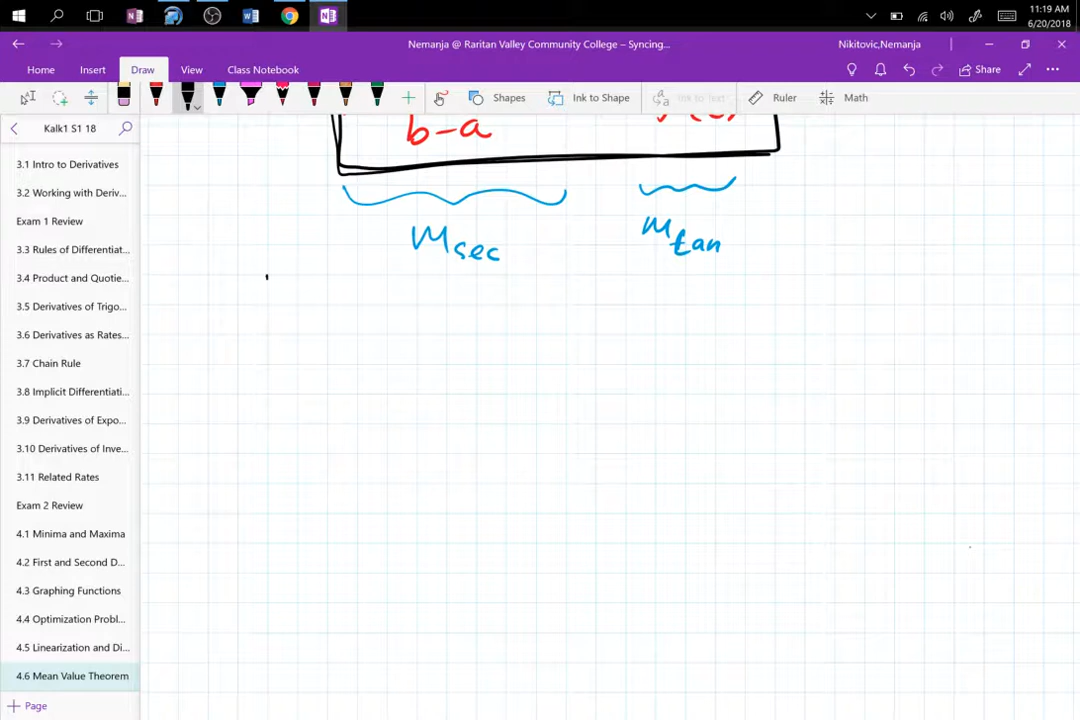 11:19 AM
6/20/2018
Nemanja @ Raritan Valley Community College – Syncing...
Nikitovic,Nemanja
Home Insert Draw View Class Notebook
Share
Shapes Ink to Shape Ink to Text Ruler Math
Kalk1 S1 18
3.1 Intro to Derivatives
3.2 Working with Deriv...
Exam 1 Review
3.3 Rules of Differentiat...
3.4 Product and Quotie...
3.5 Derivatives of Trigo...
3.6 Derivatives as Rates...
3.7 Chain Rule
3.8 Implicit Differentiati...
3.9 Derivatives of Expo...
3.10 Derivatives of Inve...
3.11 Related Rates
Exam 2 Review
4.1 Minima and Maxima
4.2 First and Second D...
4.3 Graphing Functions
4.4 Optimization Probl...
4.5 Linearization and Di...
4.6 Mean Value Theorem
Page
b-a
Msec
mtan